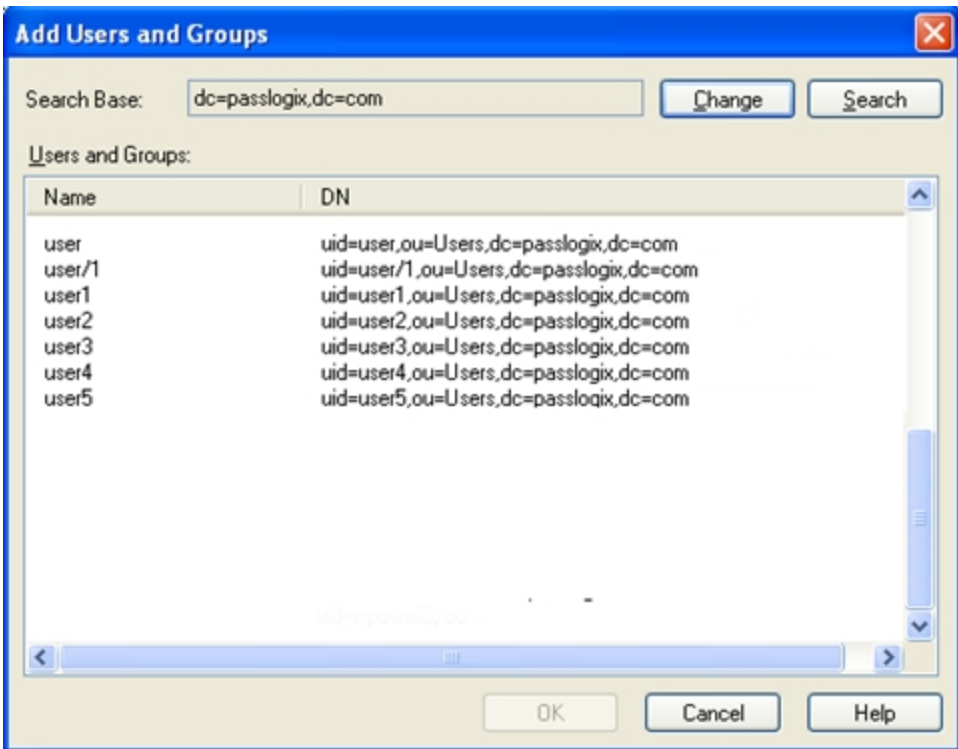 Add Users and Groups
Search Base: dc=passlogix,dc=com Change Search
Users and Groups:
Name DN
user uid=user,ou=Users,dc=passlogix,dc=com
user/1 uid=user/1,ou=Users,dc=passlogix,dc=com
user1 uid=user1,ou=Users,dc=passlogix,dc=com
user2 uid=user2,ou=Users,dc=passlogix,dc=com
user3 uid=user3,ou=Users,dc=passlogix,dc=com
user4 uid=user4,ou=Users,dc=passlogix,dc=com
user5 uid=user5,ou=Users,dc=passlogix,dc=com
OK Cancel Help